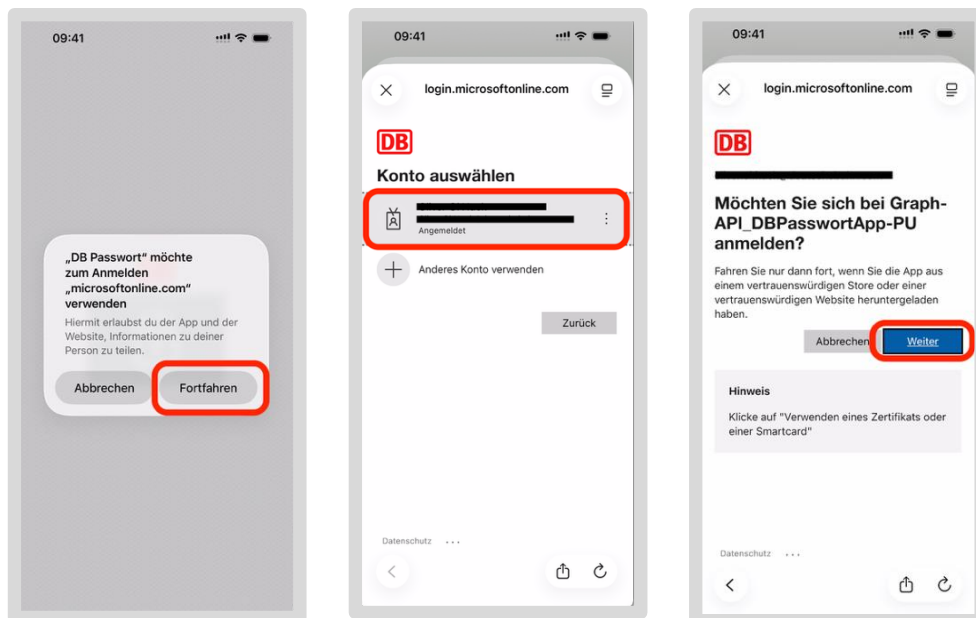 09:41
„DB Passwort" möchte
zum Anmelden
„microsoftonline.com"
verwenden
Hiermit erlaubst du der App und der
Website, Informationen zu deiner
Person zu teilen.
Abbrechen
Fortfahren
09:41
login.microsoftonline.com
DB
Konto auswählen
Angemeldet
Anderes Konto verwenden
Zurück
Datenschutz ...
09:41
login.microsoftonline.com
DB
Möchten Sie sich bei Graph-
API_DBPasswortApp-PU
anmelden?
Fahren Sie nur dann fort, wenn Sie die App aus
einem vertrauenswürdigen Store oder einer
vertrauenswürdigen Website heruntergeladen
haben.
Abbrechen
Weiter
Hinweis
Klicke auf "Verwenden eines Zertifikats oder
einer Smartcard"
Datenschutz ...